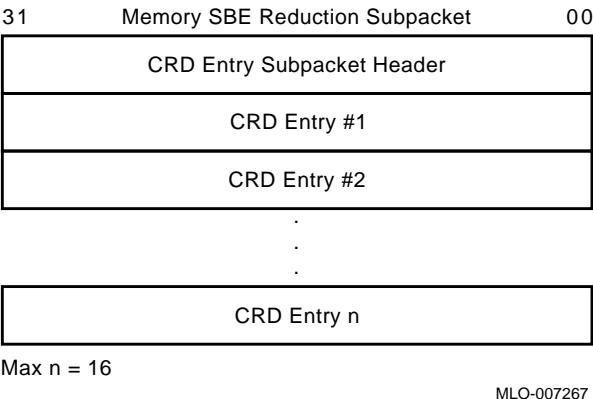 31 Memory SBE Reduction Subpacket 00
CRD Entry Subpacket Header
CRD Entry #1
CRD Entry #2
.
.
.
CRD Entry n
Max n = 16
MLO-007267